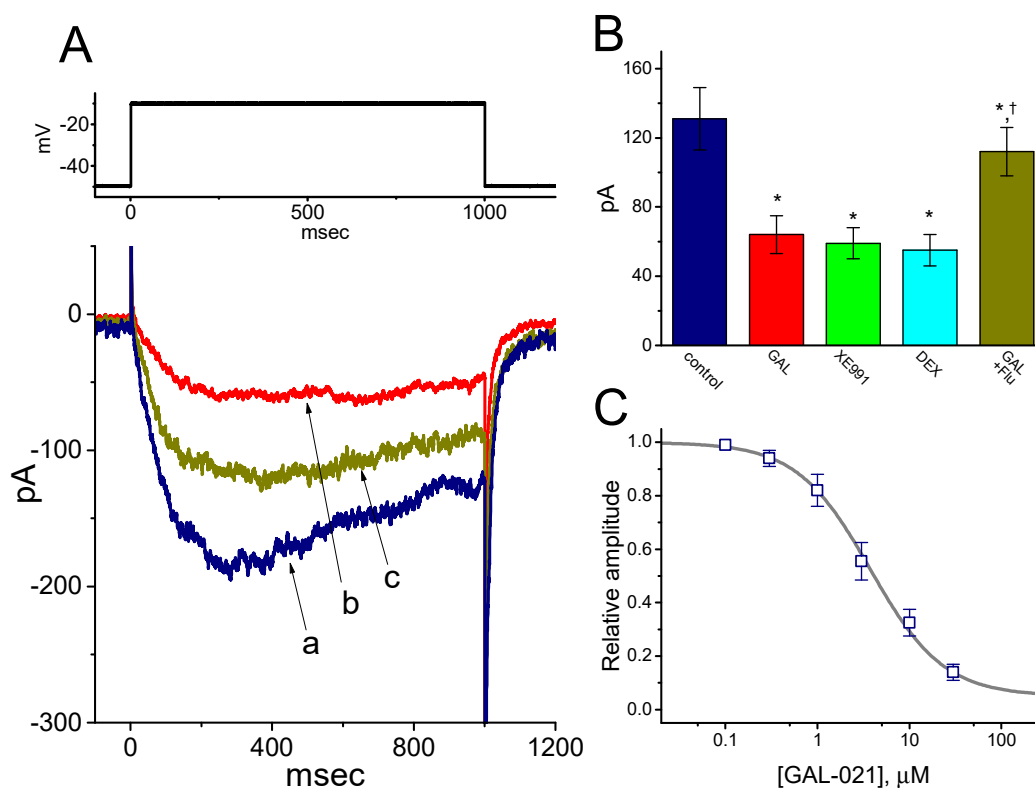 A
mV
-20
-40
0
500
1000
msec
pA
0
-100
-200
-300
a
b
c
0
400
800
1200
msec
B
pA
160
120
80
40
0
*
*
*
*,†
control
GAL
XE991
DEX
GAL
+Flu
C
Relative amplitude
1.0
0.8
0.6
0.4
0.2
0.0
0.1
1
10
100
[GAL-021], μM